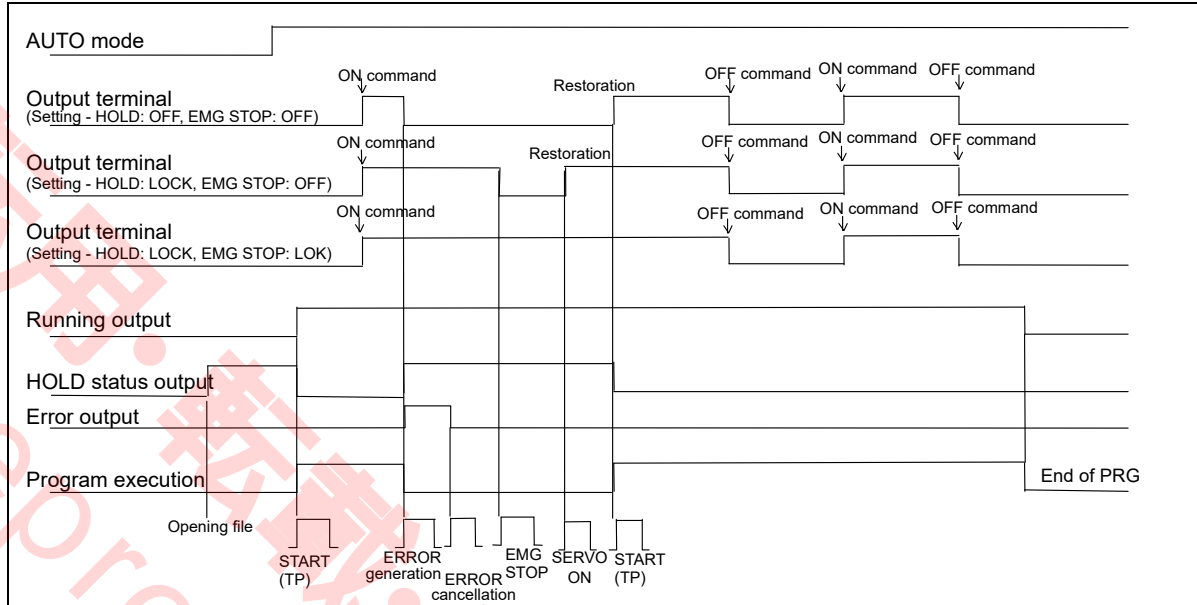 AUTO mode
ON command
Output terminal
(Setting - HOLD: OFF, EMG STOP: OFF)
Restoration
OFF command
ON command
OFF command
ON command
Output terminal
(Setting - HOLD: LOCK, EMG STOP: OFF)
Restoration
OFF command
ON command
OFF command
ON command
Output terminal
(Setting - HOLD: LOCK, EMG STOP: LOK)
OFF command
ON command
OFF command
Running output
HOLD status output
Error output
Program execution
End of PRG
Opening file
START
(TP)
ERROR
generation
ERROR
cancellation
EMG
STOP
SERVO
ON
START
(TP)
用・転載
repr